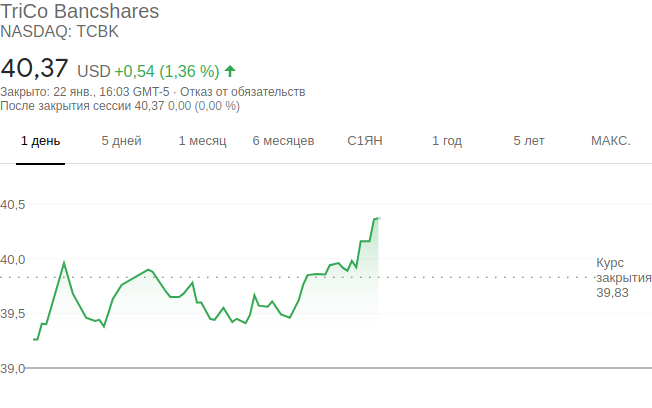 TriCo Bancshares
NASDAQ: TCBK
40,37 USD +0,54 (1,36 %)
Закрыто: 22 янв., 16:03 GMT-5 · Отказ от обязательств
После закрытия сессии 40,37 0,00 (0,00 %)
1 день 5 дней 1 месяц 6 месяцев С1ЯН 1 год 5 лет МАКС.
40,5
40,0
Курс
закрытия
39,83
39,5
39,0